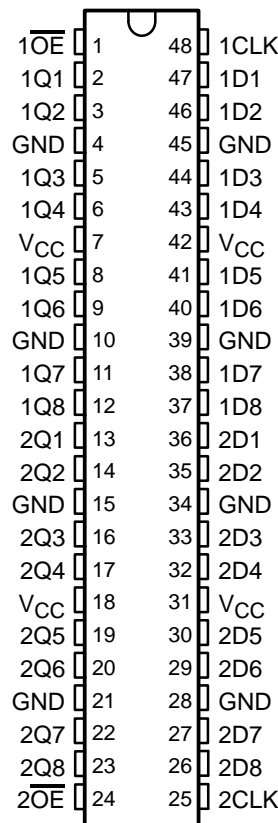 1O̅E̅ 1 48 1CLK
1Q1 2 47 1D1
1Q2 3 46 1D2
GND 4 45 GND
1Q3 5 44 1D3
1Q4 6 43 1D4
VCC 7 42 VCC
1Q5 8 41 1D5
1Q6 9 40 1D6
GND 10 39 GND
1Q7 11 38 1D7
1Q8 12 37 1D8
2Q1 13 36 2D1
2Q2 14 35 2D2
GND 15 34 GND
2Q3 16 33 2D3
2Q4 17 32 2D4
VCC 18 31 VCC
2Q5 19 30 2D5
2Q6 20 29 2D6
GND 21 28 GND
2Q7 22 27 2D7
2Q8 23 26 2D8
2O̅E̅ 24 25 2CLK